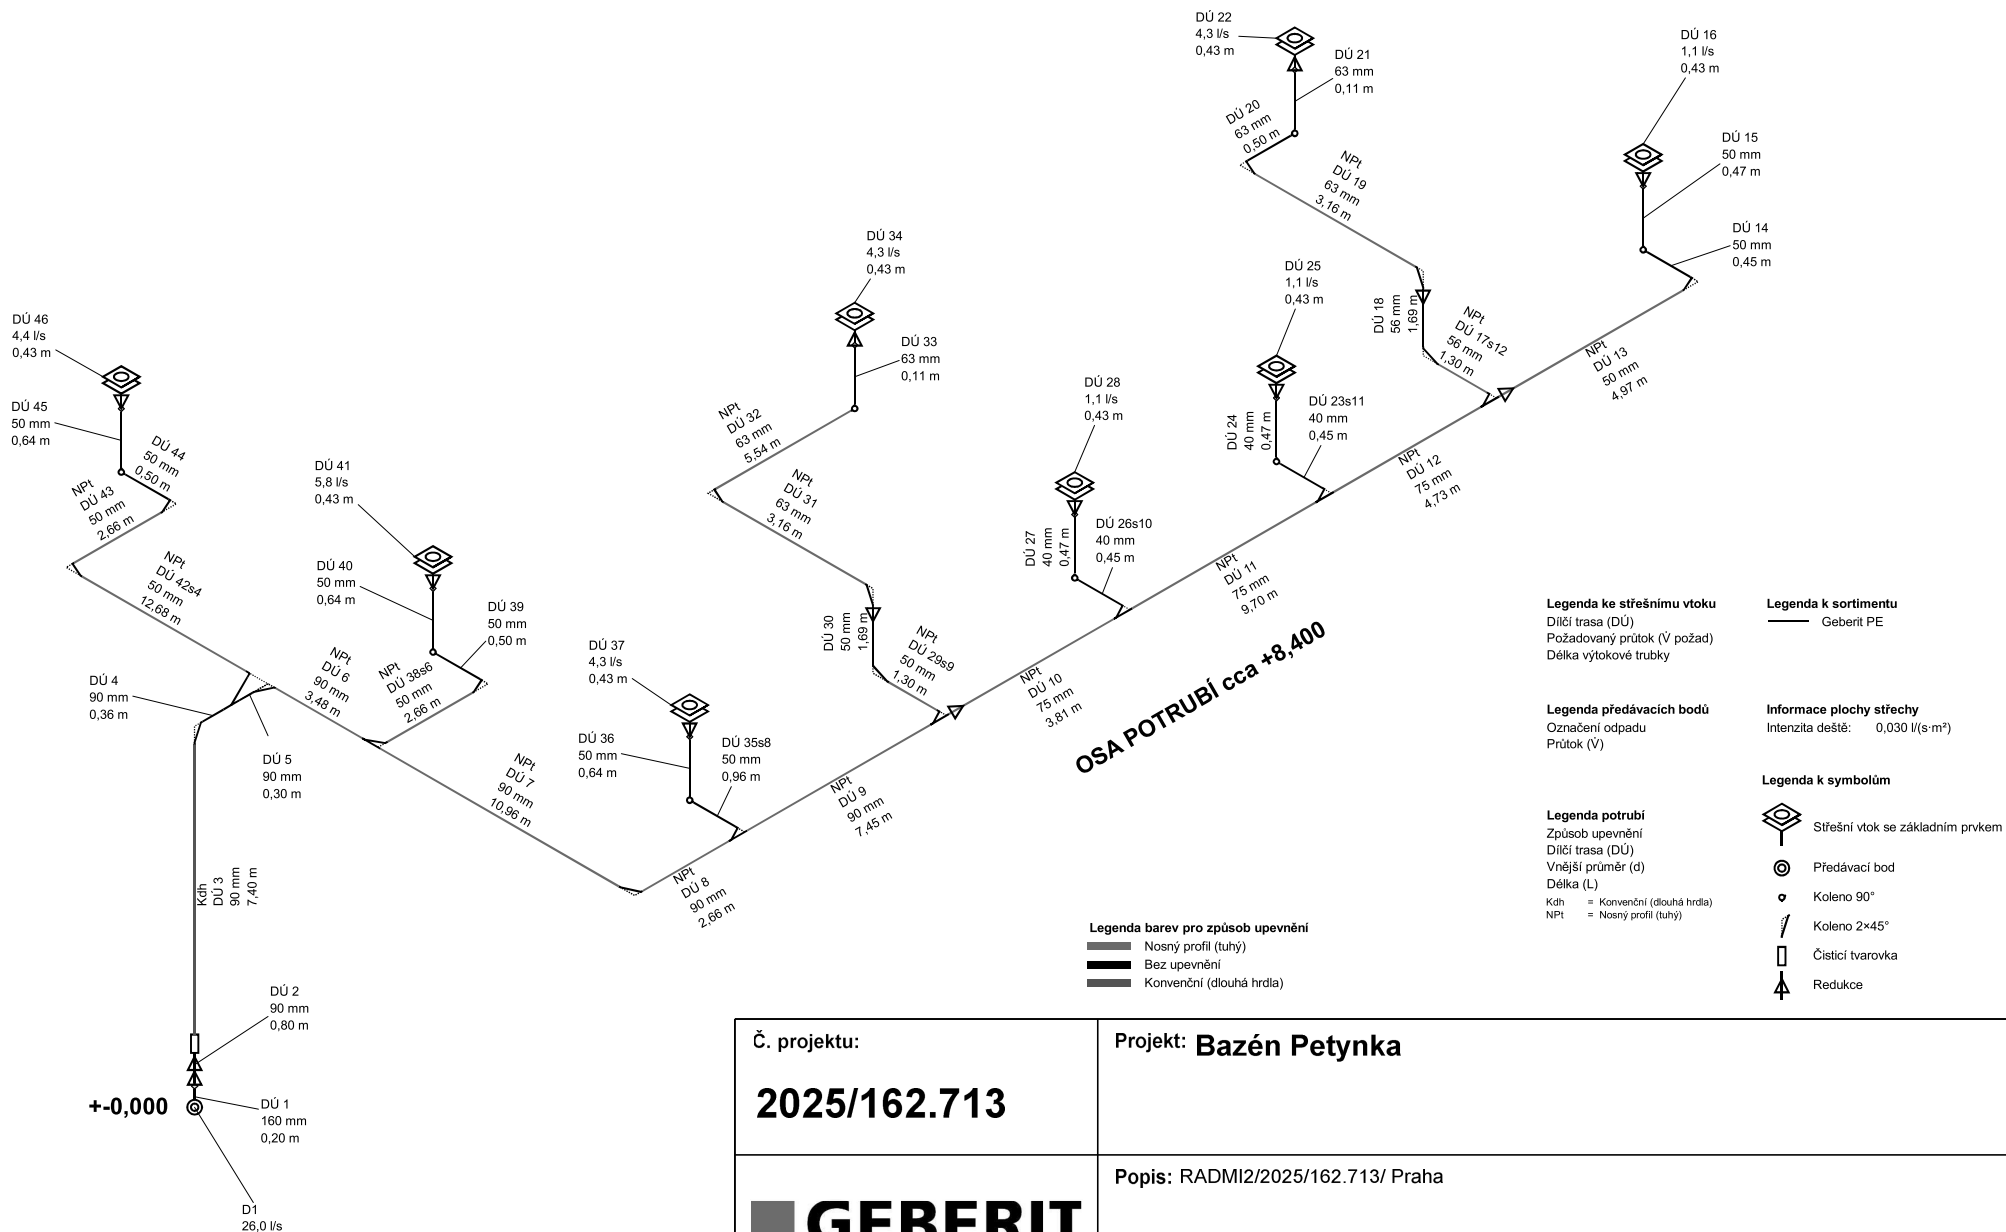 DÚ 22
4,3 l/s
0,43 m
DÚ 21
63 mm
0,11 m
DÚ 16
1,1 l/s
0,43 m
DÚ 20
63 mm
0,50 m
DÚ 15
50 mm
0,47 m
NPt
DÚ 19
63 mm
3,16 m
DÚ 14
50 mm
0,45 m
DÚ 34
4,3 l/s
0,43 m
DÚ 25
1,1 l/s
0,43 m
DÚ 18
56 mm
1,69 m
NPt
DÚ 17s12
56 mm
1,30 m
NPt
DÚ 13
50 mm
4,97 m
DÚ 46
4,4 l/s
0,43 m
DÚ 33
63 mm
0,11 m
DÚ 28
1,1 l/s
0,43 m
DÚ 24
40 mm
0,47 m
DÚ 23s11
40 mm
0,45 m
DÚ 45
50 mm
0,64 m
DÚ 44
50 mm
0,50 m
NPt
DÚ 32
63 mm
5,54 m
NPt
DÚ 12
75 mm
4,73 m
DÚ 41
5,8 l/s
0,43 m
NPt
DÚ 43
50 mm
2,66 m
NPt
DÚ 31
63 mm
3,16 m
DÚ 27
40 mm
0,47 m
DÚ 26s10
40 mm
0,45 m
NPt
DÚ 11
75 mm
9,70 m
NPt
DÚ 42s4
50 mm
12,68 m
DÚ 40
50 mm
0,64 m
DÚ 39
50 mm
0,50 m
DÚ 37
4,3 l/s
0,43 m
DÚ 30
50 mm
1,69 m
NPt
DÚ 29s9
50 mm
1,30 m
NPt
DÚ 10
75 mm
3,81 m
OSA POTRUBÍ cca +8,400
DÚ 4
90 mm
0,36 m
NPt
DÚ 6
90 mm
3,48 m
NPt
DÚ 38s6
50 mm
2,66 m
DÚ 5
90 mm
0,30 m
NPt
DÚ 7
90 mm
10,96 m
DÚ 36
50 mm
0,64 m
DÚ 35s8
50 mm
0,96 m
NPt
DÚ 9
90 mm
7,45 m
NPt
DÚ 8
90 mm
2,66 m
Kdh
DÚ 3
90 mm
7,40 m
DÚ 2
90 mm
0,80 m
+-0,000
DÚ 1
160 mm
0,20 m
D1
26,0 l/s
Legenda ke střešnímu vtoku
Dílčí trasa (DÚ)
Požadovaný průtok (V̇ požad)
Délka výtokové trubky
Legenda k sortimentu
Geberit PE
Legenda předávacích bodů
Označení odpadu
Průtok (V̇)
Informace plochy střechy
Intenzita deště: 0,030 l/(s·m²)
Legenda potrubí
Způsob upevnění
Dílčí trasa (DÚ)
Vnější průměr (d)
Délka (L)
Kdh = Konvenční (dlouhá hrdla)
NPt = Nosný profil (tuhý)
Legenda k symbolům
Střešní vtok se základním prvkem
Předávací bod
Koleno 90°
Koleno 2×45°
Čisticí tvarovka
Redukce
Legenda barev pro způsob upevnění
Nosný profil (tuhý)
Bez upevnění
Konvenční (dlouhá hrdla)
Č. projektu:
2025/162.713
Projekt: Bazén Petynka
Popis: RADMI2/2025/162.713/ Praha
GEBERIT